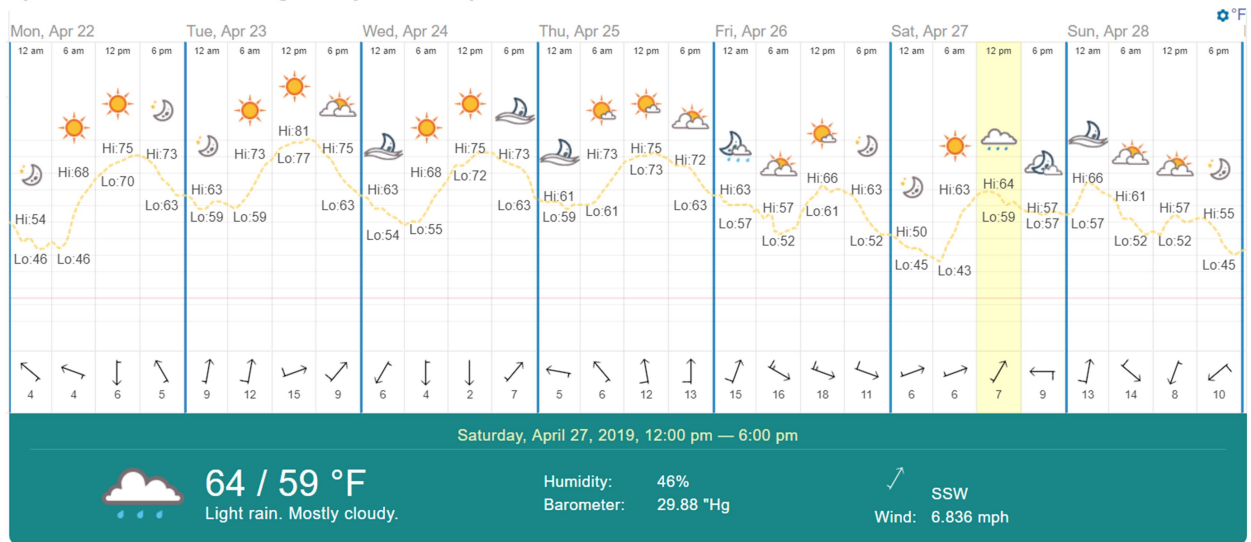 °F
Mon, Apr 22 Tue, Apr 23 Wed, Apr 24 Thu, Apr 25 Fri, Apr 26 Sat, Apr 27 Sun, Apr 28
12 am 6 am 12 pm 6 pm 12 am 6 am 12 pm 6 pm 12 am 6 am 12 pm 6 pm 12 am 6 am 12 pm 6 pm 12 am 6 am 12 pm 6 pm 12 am 6 am 12 pm 6 pm 12 am 6 am 12 pm 6 pm
Hi:54 Hi:68 Hi:75 Hi:73 Hi:63 Hi:73 Hi:81 Hi:75 Hi:63 Hi:68 Hi:75 Hi:73 Hi:61 Hi:73 Hi:75 Hi:72 Hi:63 Hi:57 Hi:66 Hi:63 Hi:50 Hi:63 Hi:64 Hi:57 Hi:66 Hi:61 Hi:57 Hi:55
Lo:46 Lo:46 Lo:70 Lo:63 Lo:59 Lo:59 Lo:77 Lo:63 Lo:54 Lo:55 Lo:72 Lo:63 Lo:59 Lo:61 Lo:73 Lo:63 Lo:57 Lo:52 Lo:61 Lo:52 Lo:45 Lo:43 Lo:59 Lo:57 Lo:57 Lo:52 Lo:52 Lo:45
4 4 6 5 9 12 15 9 6 4 2 7 5 6 12 13 15 16 18 11 6 6 7 9 13 14 8 10
Saturday, April 27, 2019, 12:00 pm — 6:00 pm
64 / 59 °F
Light rain. Mostly cloudy.
Humidity: 46%
Barometer: 29.88 "Hg
SSW
Wind: 6.836 mph